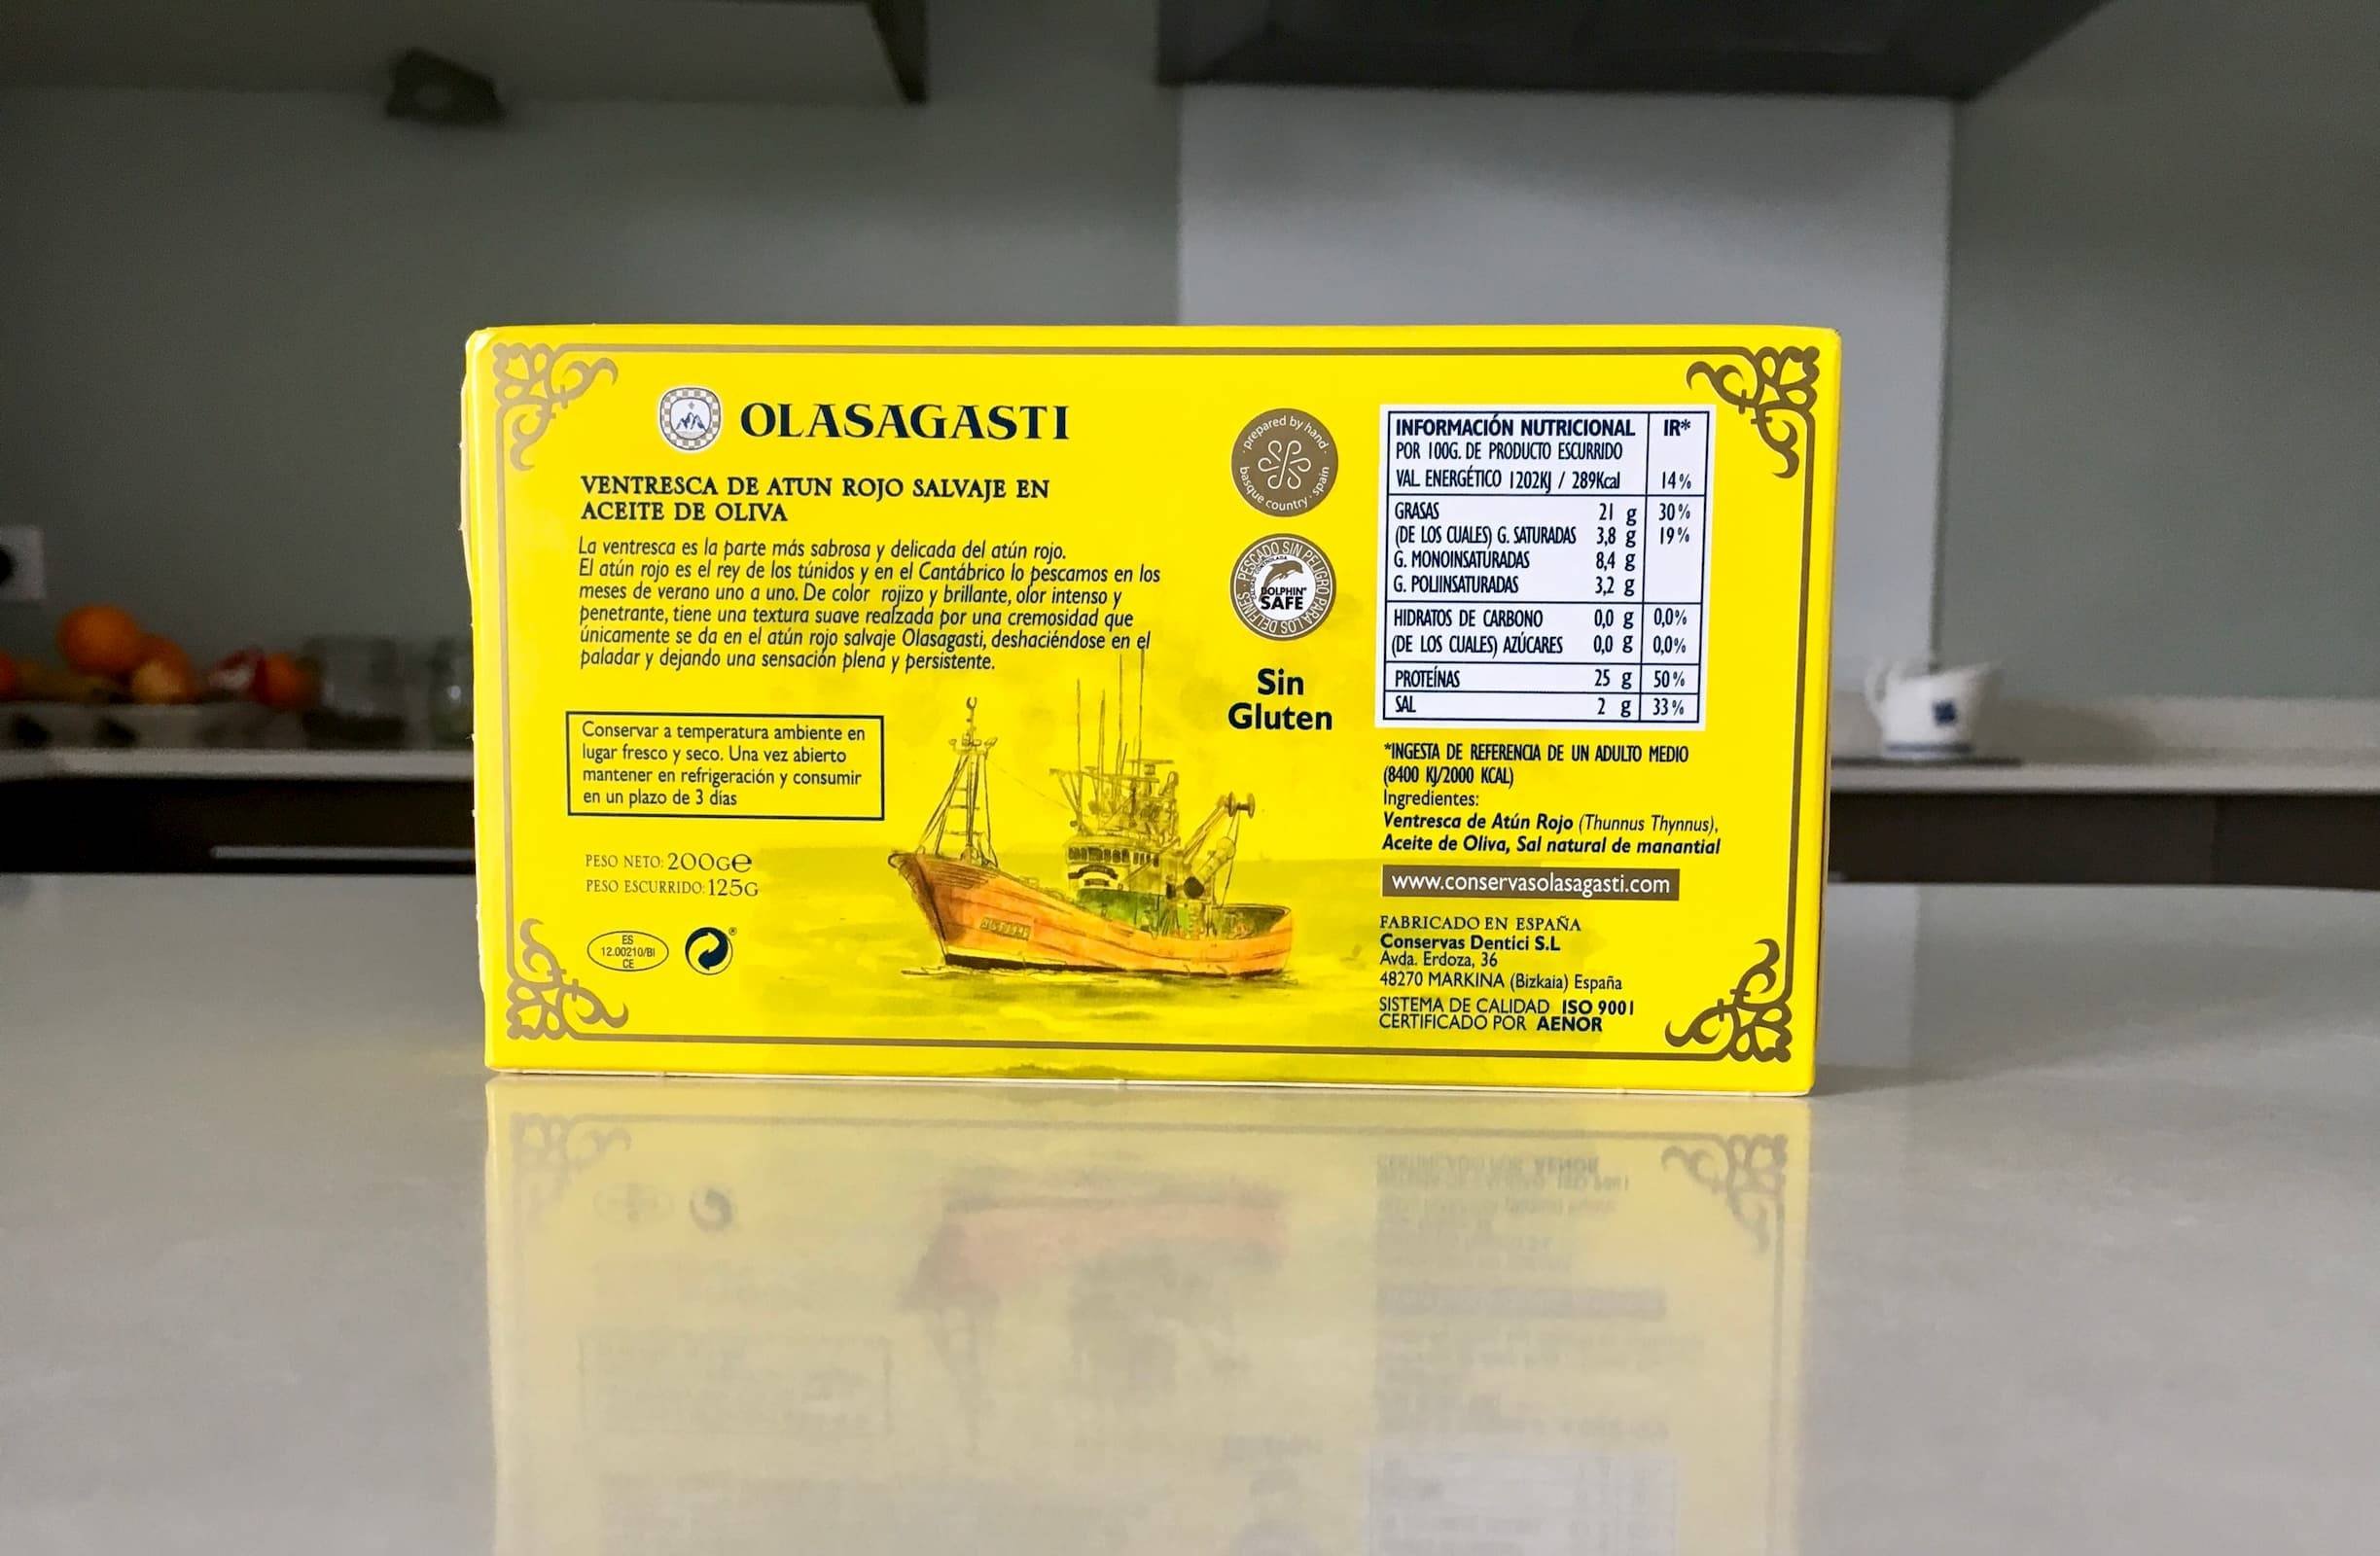 OLASAGASTI
VENTRESCA DE ATUN ROJO SALVAJE EN
ACEITE DE OLIVA
La ventresca es la parte más sabrosa y delicada del atún rojo.
El atún rojo es el rey de los túnidos y en el Cantábrico lo pescamos en los
meses de verano uno a uno. De color rojizo y brillante, olor intenso y
penetrante, tiene una textura suave realzada por una cremosidad que
únicamente se da en el atún rojo salvaje Olasagasti, deshaciéndose en el
paladar y dejando una sensación plena y persistente.
Conservar a temperatura ambiente en
lugar fresco y seco. Una vez abierto
mantener en refrigeración y consumir
en un plazo de 3 días
PESO NETO: 200G℮
PESO ESCURRIDO: 125G
ES
12.00210/BI
CE
®
· prepared by hand ·
basque country · spain
PESCADO SIN PELIGRO PARA LOS DELFINES
DOLPHIN
SAFE
Sin
Gluten
INFORMACIÓN NUTRICIONAL IR*
POR 100G. DE PRODUCTO ESCURRIDO
VAL. ENERGÉTICO 1202KJ / 289Kcal 14%
GRASAS 21 g 30%
(DE LOS CUALES) G. SATURADAS 3,8 g 19%
G. MONOINSATURADAS 8,4 g
G. POLIINSATURADAS 3,2 g
HIDRATOS DE CARBONO 0,0 g 0,0%
(DE LOS CUALES) AZÚCARES 0,0 g 0,0%
PROTEÍNAS 25 g 50%
SAL 2 g 33%
*INGESTA DE REFERENCIA DE UN ADULTO MEDIO
(8400 KJ/2000 KCAL)
Ingredientes:
Ventresca de Atún Rojo (Thunnus Thynnus),
Aceite de Oliva, Sal natural de manantial
www.conservasolasagasti.com
FABRICADO EN ESPAÑA
Conservas Dentici S.L
Avda. Erdoza, 36
48270 MARKINA (Bizkaia) España
SISTEMA DE CALIDAD ISO 9001
CERTIFICADO POR AENOR